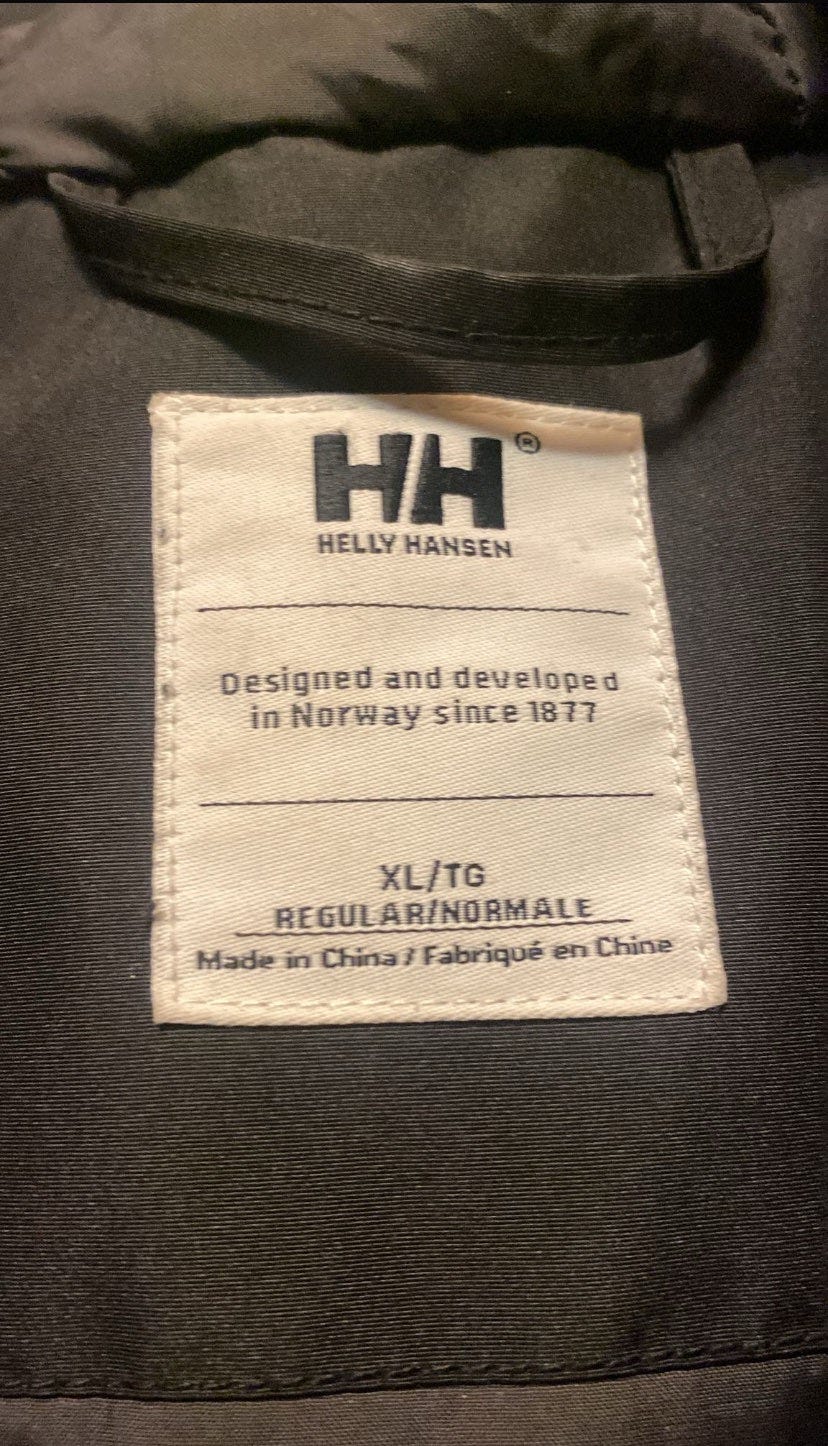 HH®
HELLY HANSEN
Designed and developed
in Norway since 1877
XL/TG
REGULAR/NORMALE
Made in China / Fabriqué en Chine